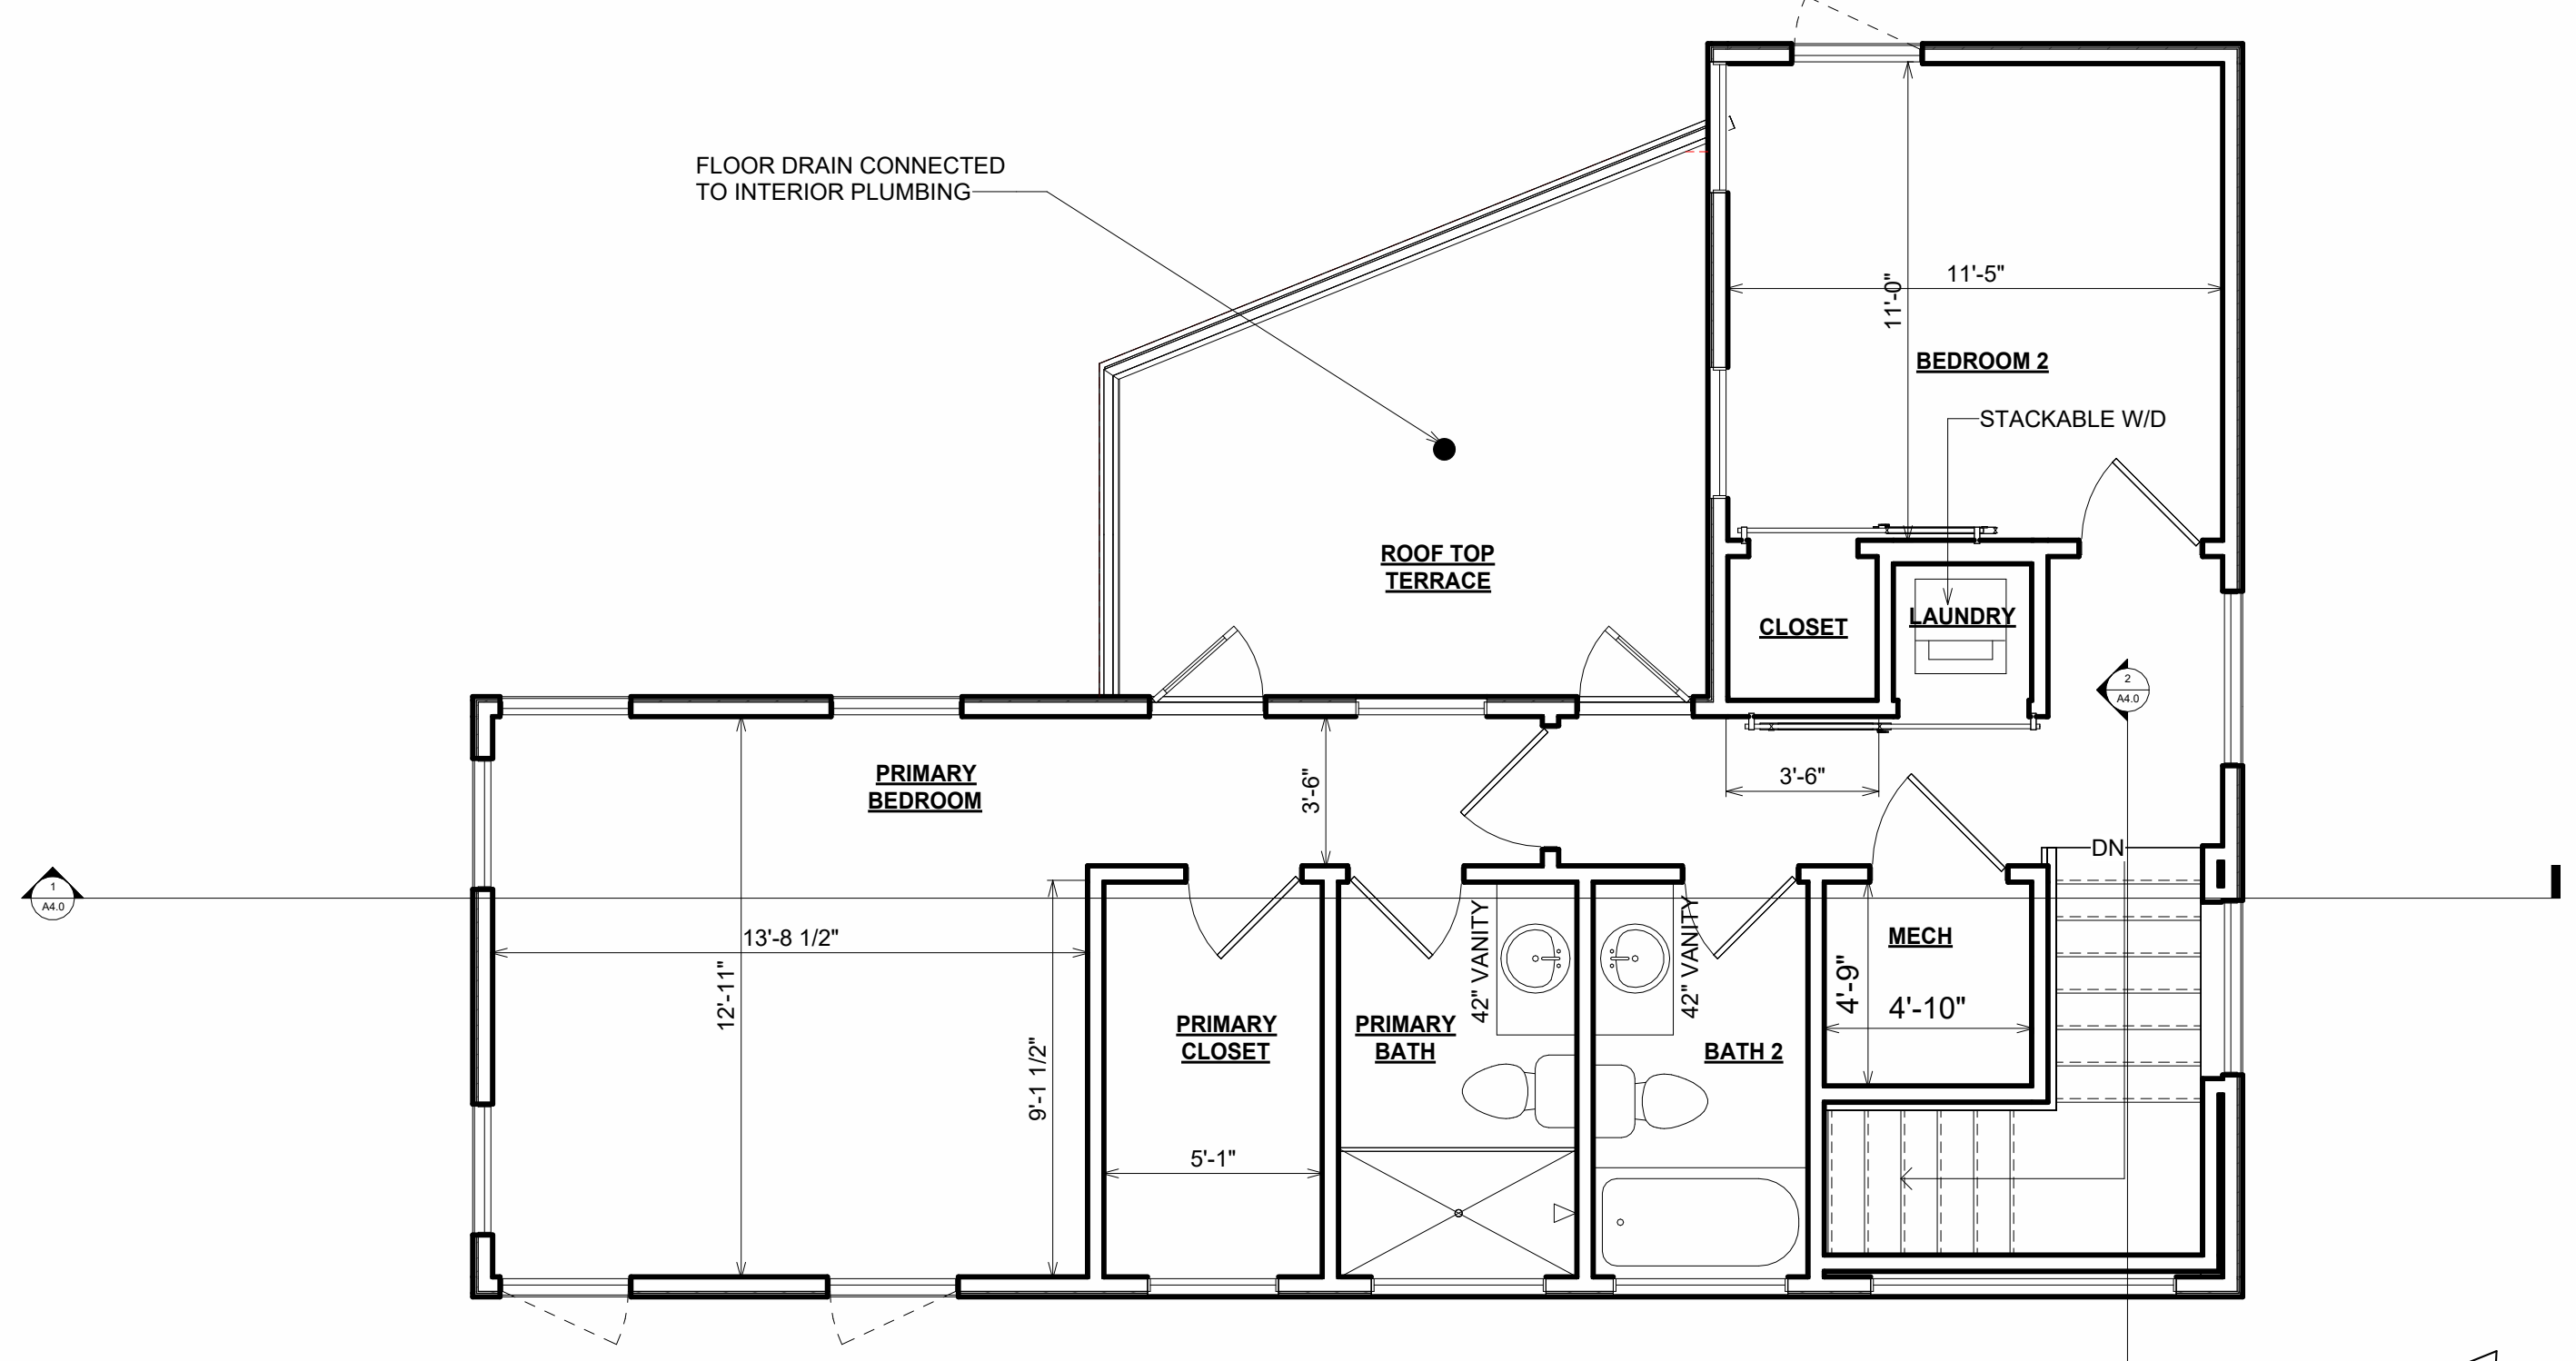 FLOOR DRAIN CONNECTED
TO INTERIOR PLUMBING
11'-5"
11'-0"
BEDROOM 2
STACKABLE W/D
ROOF TOP
TERRACE
CLOSET
LAUNDRY
2
A4.0
PRIMARY
BEDROOM
3'-6"
3'-6"
DN
1
A4.0
13'-8 1/2"
12'-11"
9'-1 1/2"
42" VANITY
42" VANITY
MECH
4'-9"
4'-10"
PRIMARY
CLOSET
PRIMARY
BATH
BATH 2
5'-1"